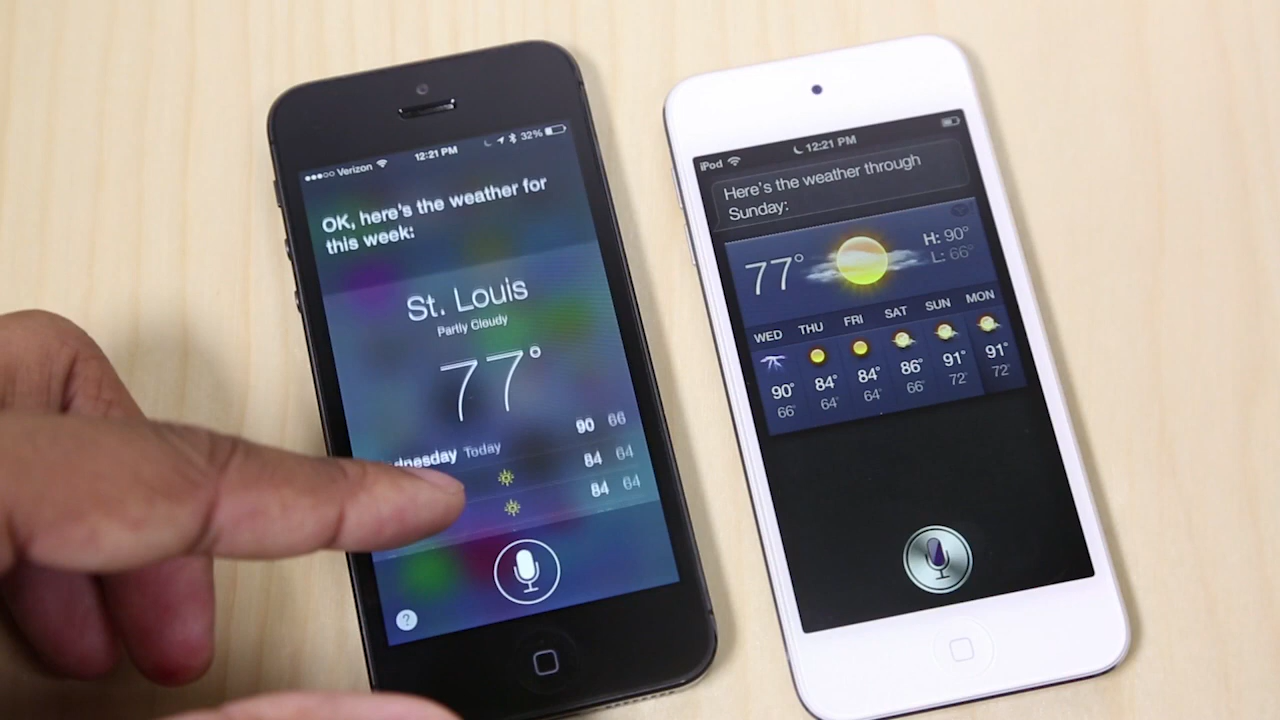 Verizon 12:21 PM 32%
OK, here's the weather for
this week:
St. Louis
Partly Cloudy
77°
Today 90 66
84 64
84 64
?
iPod 12:21 PM
Here's the weather through
Sunday:
77° H: 90°
L: 66°
WED THU FRI SAT SUN MON
90° 84° 84° 86° 91° 91°
66° 64° 64° 66° 72° 72°